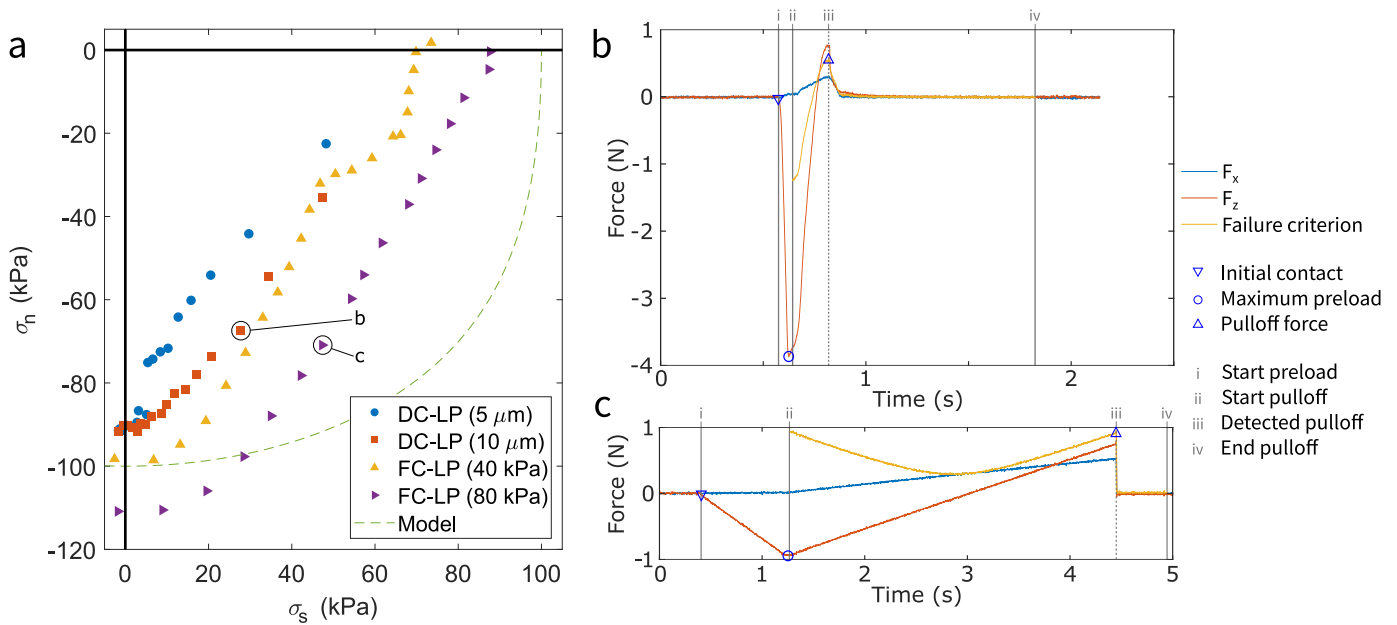 a
0
-20
-40
-60
-80
-100
-120
σn (kPa)
0 20 40 60 80 100
σs (kPa)
b
c
DC-LP (5 μm)
DC-LP (10 μm)
FC-LP (40 kPa)
FC-LP (80 kPa)
Model
b
i ii iii iv
1
0
-1
-2
-3
-4
Force (N)
0 1 2
Time (s)
c
i ii iii iv
1
0
-1
Force (N)
0 1 2 3 4 5
Time (s)
Fx
Fz
Failure criterion
Initial contact
Maximum preload
Pulloff force
i Start preload
ii Start pulloff
iii Detected pulloff
iv End pulloff